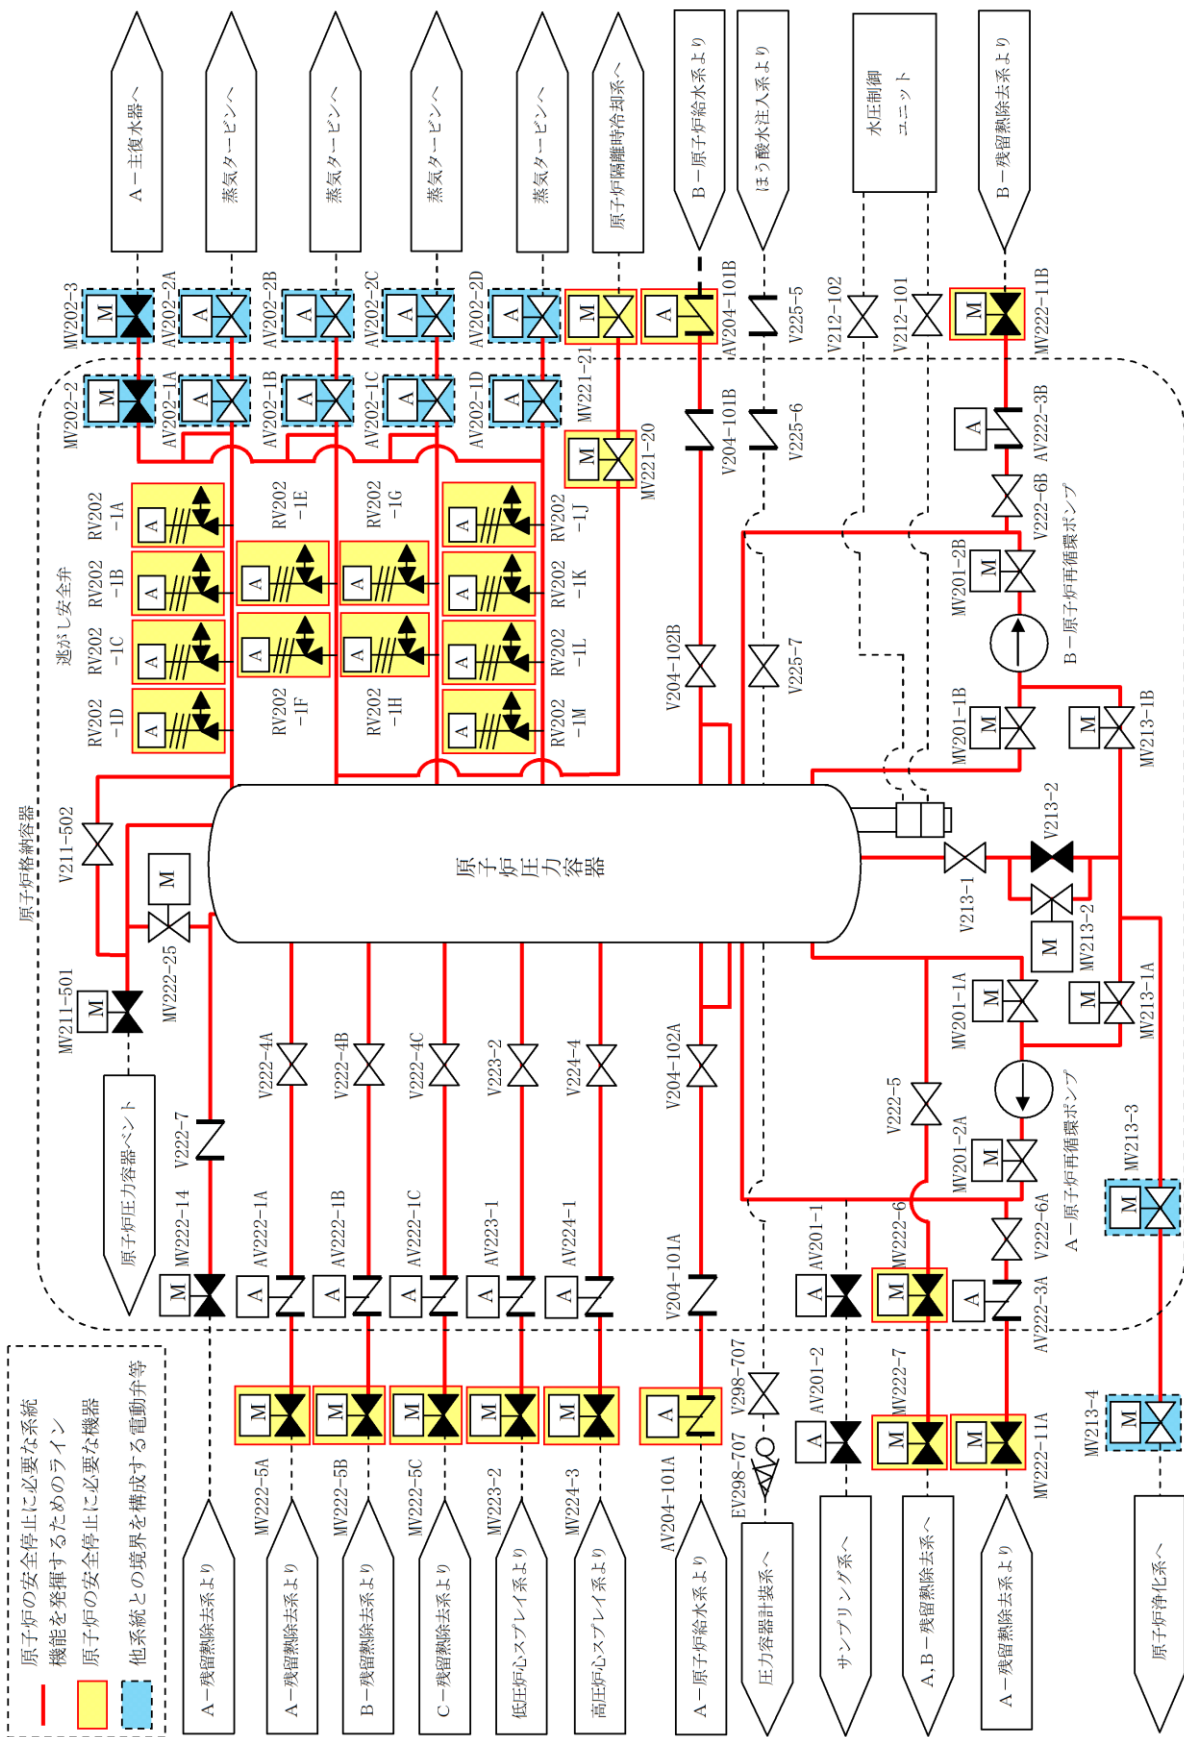 原子炉の安全停止に必要な系統
機能を発揮するためのライン
原子炉の安全停止に必要な機器
他系統との境界を構成する電動弁等
原子炉格納容器
逃がし安全弁
原子炉圧力容器
A－主復水器へ
蒸気タービンへ
蒸気タービンへ
蒸気タービンへ
蒸気タービンへ
原子炉隔離時冷却系へ
B－原子炉給水系より
ほう酸水注入系より
水圧制御
ユニット
B－残留熱除去系より
MV202-3
AV202-2A
AV202-2B
AV202-2C
AV202-2D
MV221-21
AV204-101B
V225-5
V212-102
V212-101
MV222-11B
MV202-2
AV202-1A
AV202-1B
AV202-1C
AV202-1D
MV221-20
V204-101B
V225-6
AV222-3B
V222-6B
RV202
-1A
RV202
-1B
RV202
-1C
RV202
-1D
RV202
-1E
RV202
-1F
RV202
-1G
RV202
-1H
RV202
-1J
RV202
-1K
RV202
-1L
RV202
-1M
V204-102B
V225-7
MV201-2B
B－原子炉再循環ポンプ
MV201-1B
MV213-1B
V211-502
MV211-501
MV222-25
V213-1
V213-2
MV213-2
MV201-1A
MV213-1A
原子炉圧力容器ベント
V222-7
MV222-14
V222-4A
V222-4B
V222-4C
V223-2
V224-4
V204-102A
V222-5
MV201-2A
A－原子炉再循環ポンプ
MV213-3
AV222-1A
AV222-1B
AV222-1C
AV223-1
AV224-1
V204-101A
AV201-1
MV222-6
V222-6A
AV222-3A
MV222-5A
MV222-5B
MV222-5C
MV223-2
MV224-3
AV204-101A
V298-707
EV298-707
AV201-2
MV222-7
MV222-11A
MV213-4
A－残留熱除去系より
A－残留熱除去系より
B－残留熱除去系より
C－残留熱除去系より
低圧炉心スプレイ系より
高圧炉心スプレイ系より
A－原子炉給水系より
圧力容器計装系へ
サンプリング系へ
A,B－残留熱除去系へ
A－残留熱除去系より
原子炉浄化系へ
M
A
A
A
A
M
A
M
M
A
A
A
A
M
A
A
A
A
A
A
A
A
A
A
A
A
A
M
M
M
M
M
M
M
M
M
M
M
A
A
A
A
A
A
M
A
M
M
M
M
M
A
A
M
M
M